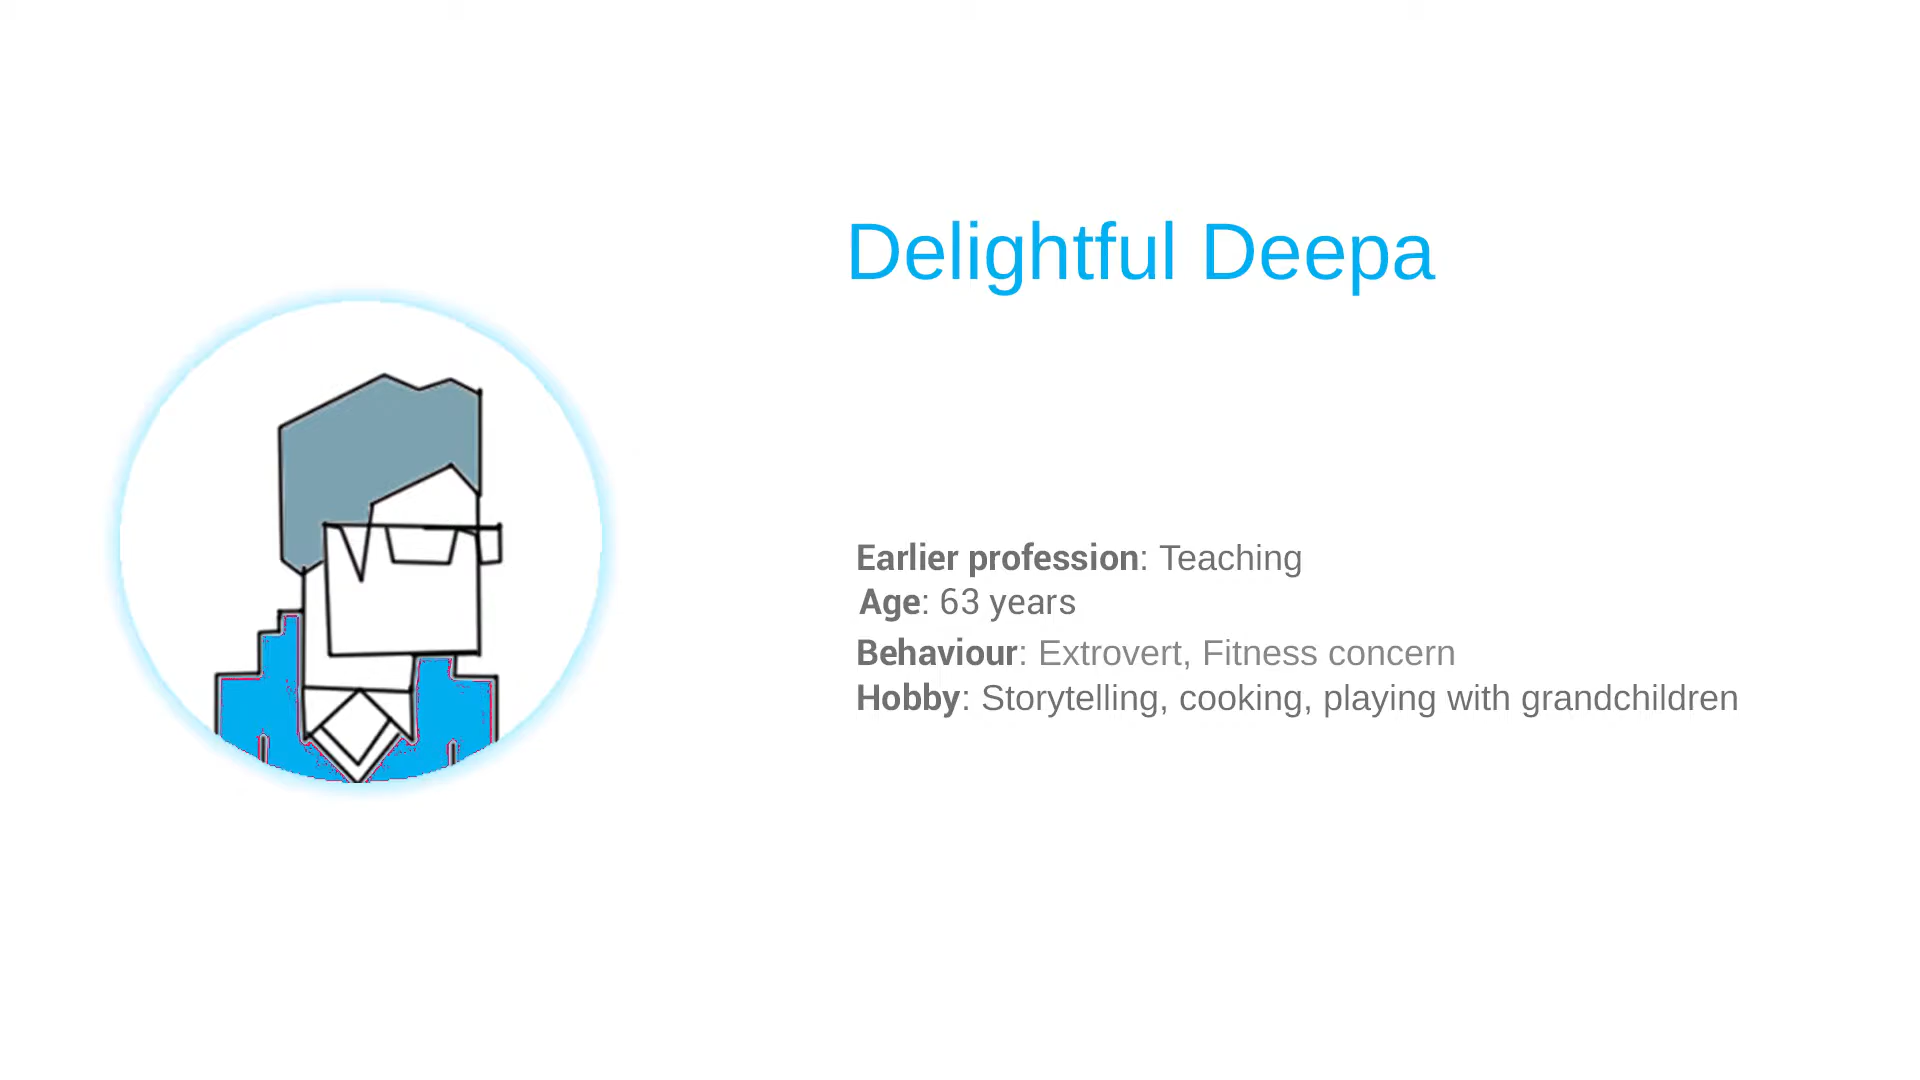 Delightful Deepa
Earlier profession: Teaching
Age: 63 years
Behaviour: Extrovert, Fitness concern
Hobby: Storytelling, cooking, playing with grandchildren